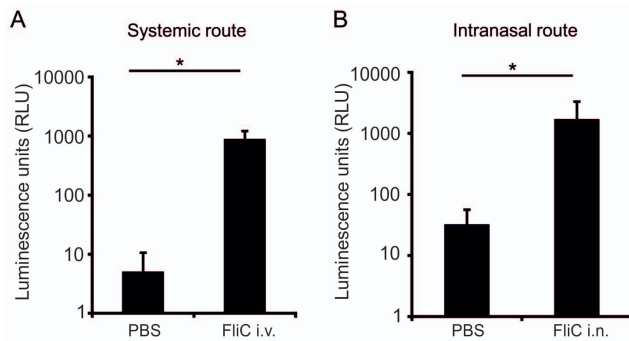 A
Systemic route
Luminescence units (RLU)
10000
1000
100
10
1
*
PBS
FliC i.v.
B
Intranasal route
Luminescence units (RLU)
10000
1000
100
10
1
*
PBS
FliC i.n.